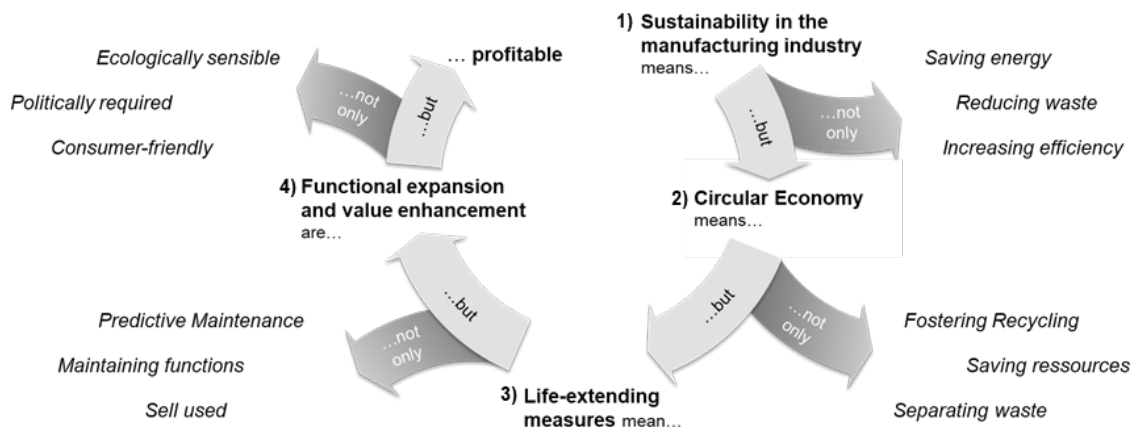 1) Sustainability in the
manufacturing industry
means…
…not
only
Saving energy
Reducing waste
Increasing efficiency
…but
2) Circular Economy
means…
…not
only
Fostering Recycling
Saving ressources
Separating waste
…but
3) Life-extending
measures mean…
…not
only
Predictive Maintenance
Maintaining functions
Sell used
…but
4) Functional expansion
and value enhancement
are…
…not
only
Ecologically sensible
Politically required
Consumer-friendly
…but
… profitable